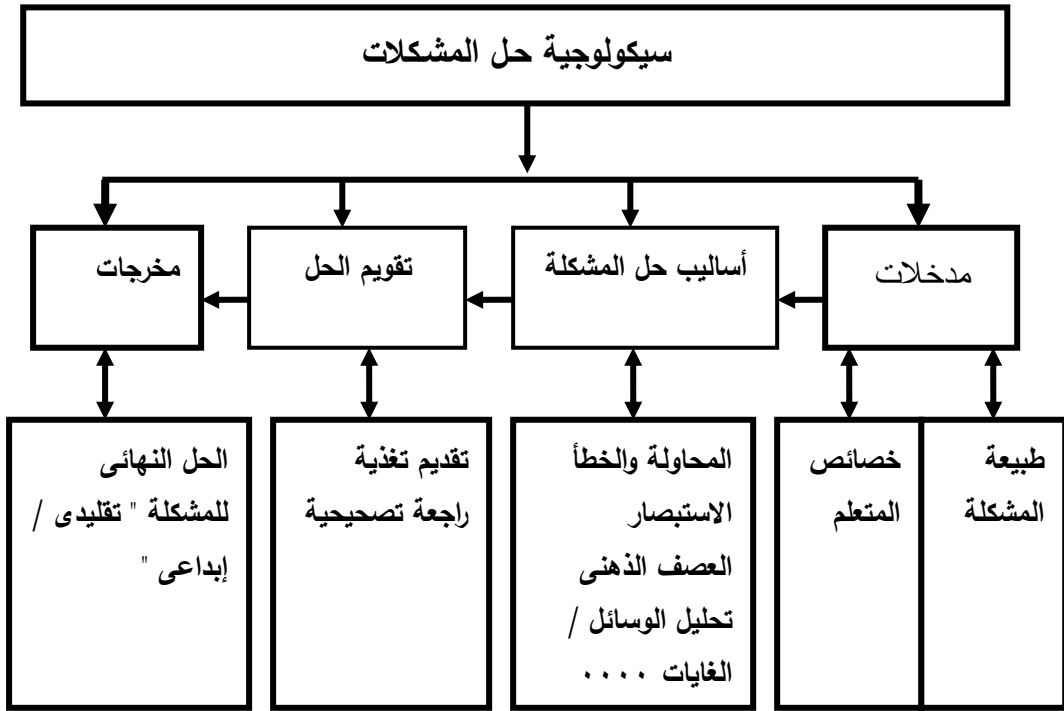 سيكولوجية حل المشكلات
مدخلات
أساليب حل المشكلة
تقويم الحل
مخرجات
طبيعة
المشكلة
خصائص
المتعلم
المحاولة والخطأ
الاستبصار
العصف الذهنى
تحليل الوسائل /
الغايات ٠٠٠٠
تقديم تغذية
راجعة تصحيحية
الحل النهائى
للمشكلة " تقليدى /
إبداعى "